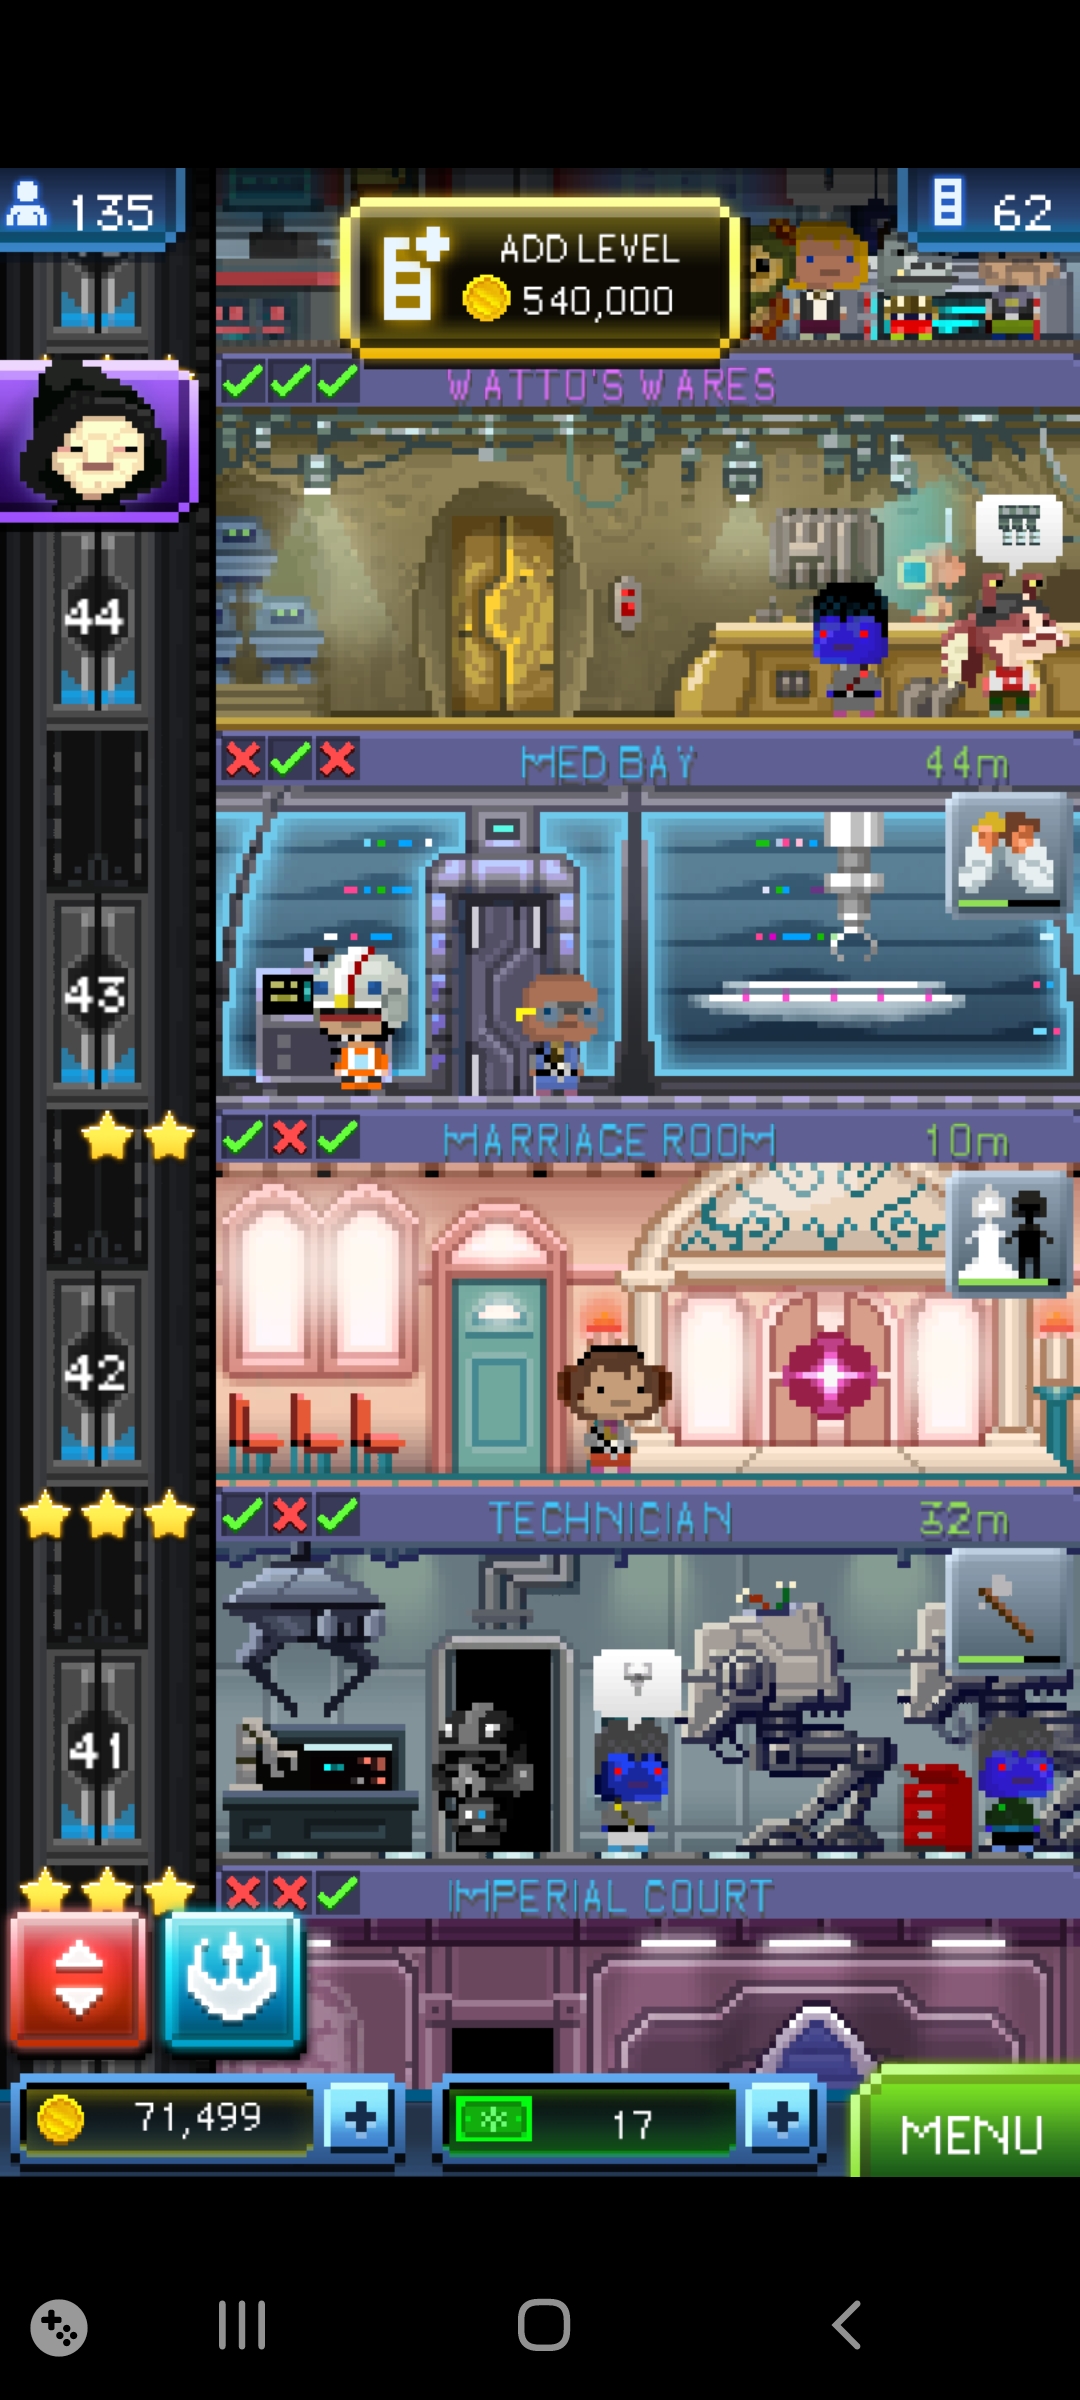 135
62
ADD LEVEL
540,000
WATTO'S WARES
44
MED BAY
44m
43
MARRIAGE ROOM
10m
42
TECHNICIAN
32m
41
IMPERIAL COURT
71,499
17
MENU